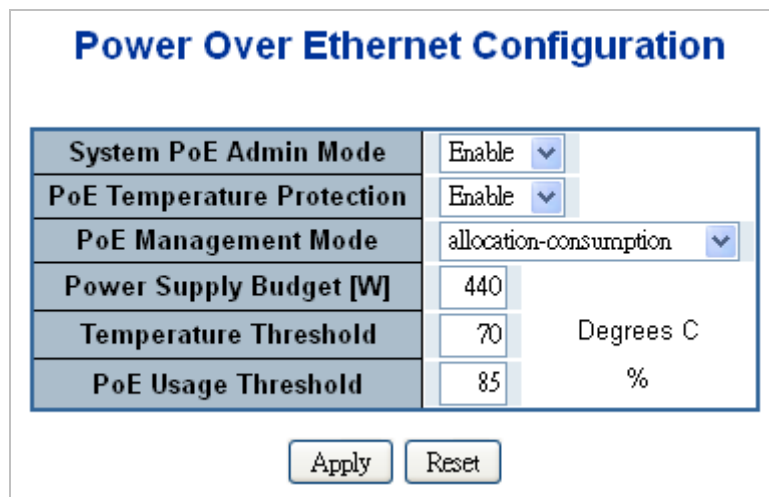 Power Over Ethernet Configuration
System PoE Admin Mode Enable
PoE Temperature Protection Enable
PoE Management Mode allocation-consumption
Power Supply Budget [W] 440
Temperature Threshold 70 Degrees C
PoE Usage Threshold 85 %
Apply Reset